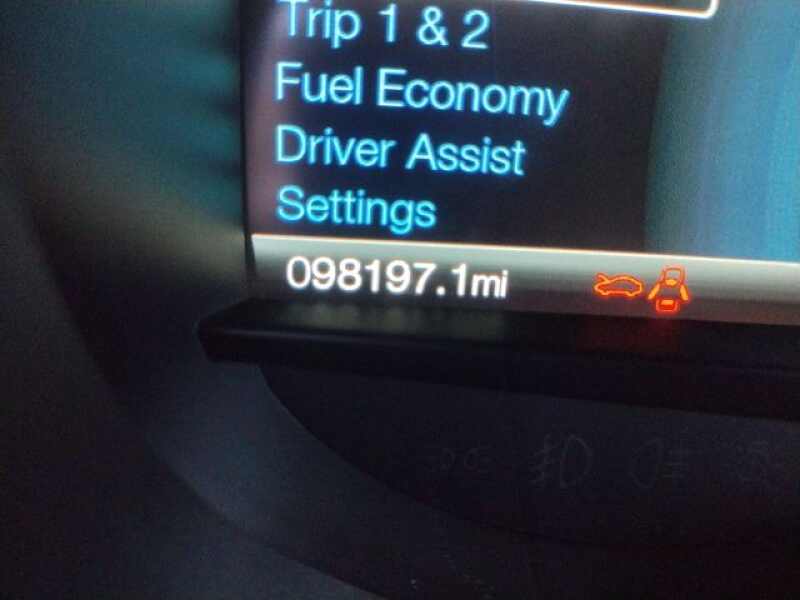 Trip 1 & 2
Fuel Economy
Driver Assist
Settings
098197.1mi